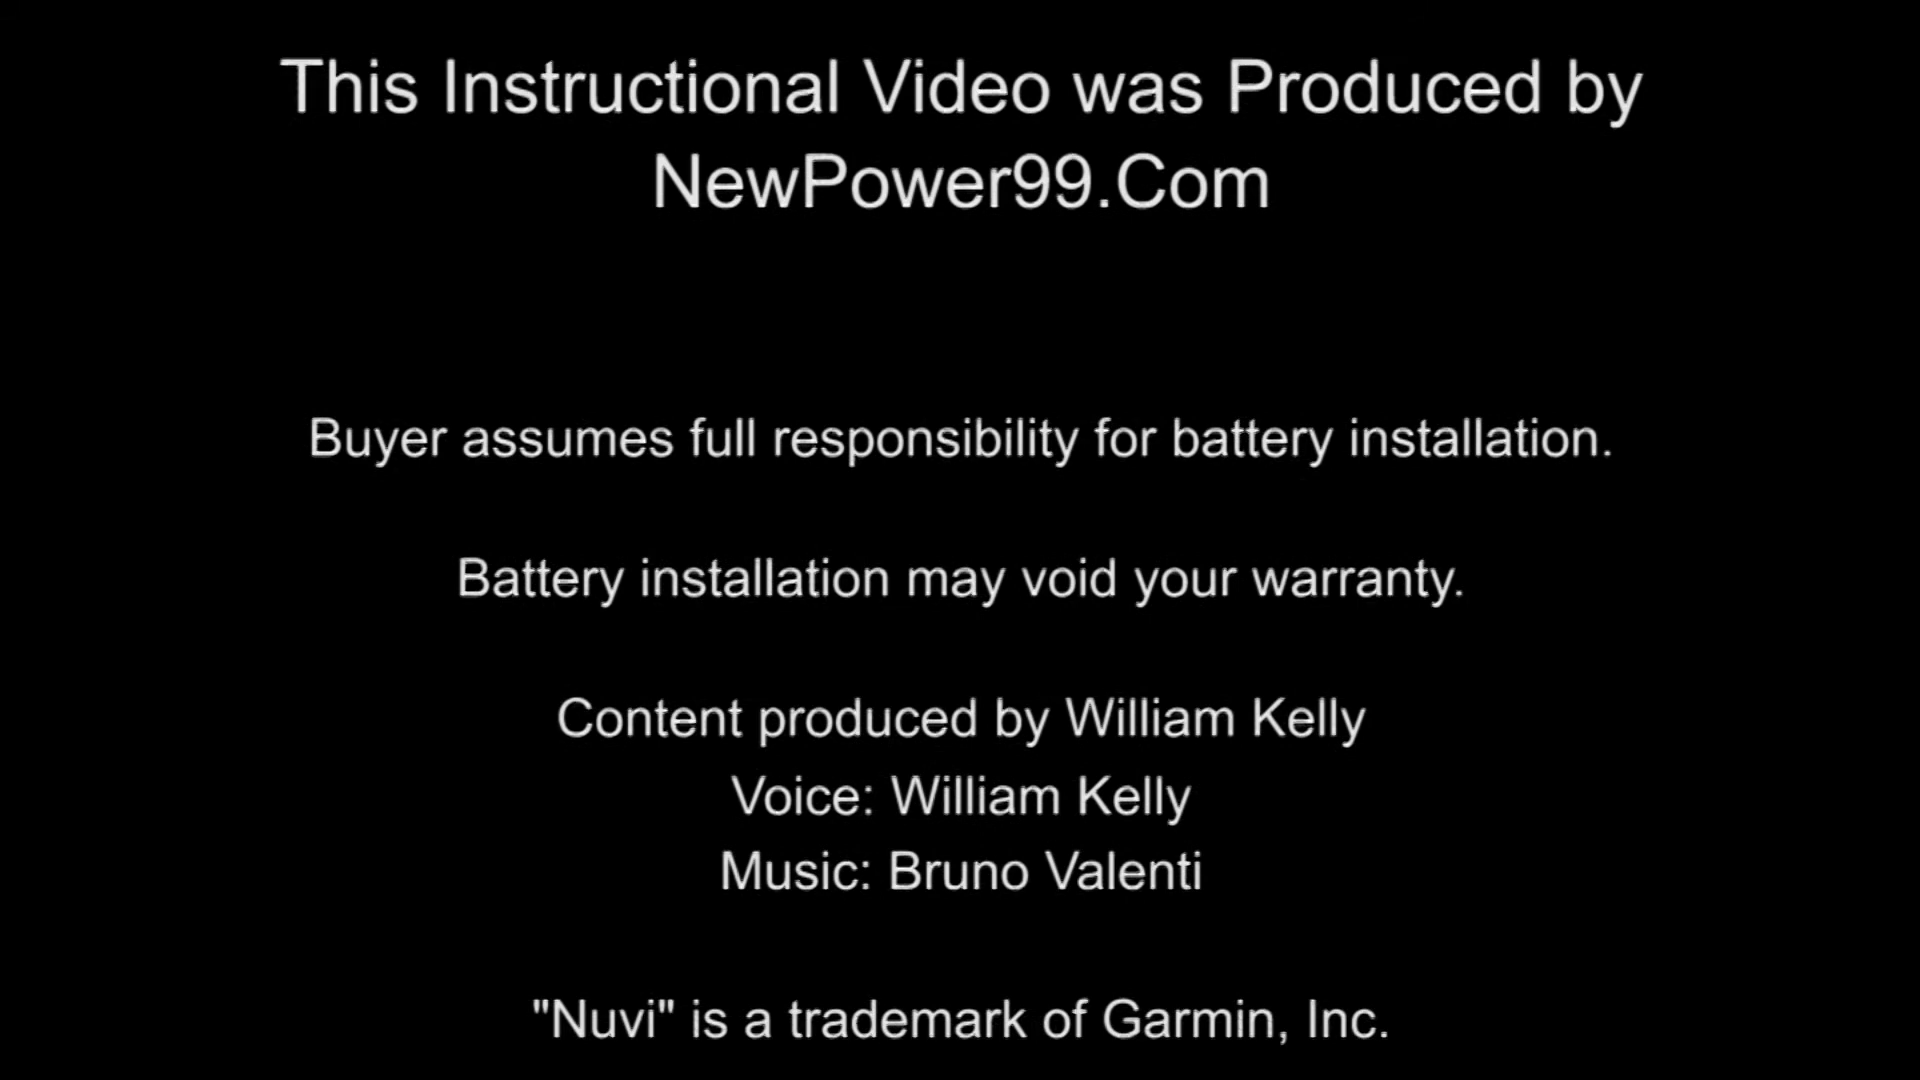 This Instructional Video was Produced by
NewPower99.Com
Buyer assumes full responsibility for battery installation.
Battery installation may void your warranty.
Content produced by William Kelly
Voice: William Kelly
Music: Bruno Valenti
"Nuvi" is a trademark of Garmin, Inc.